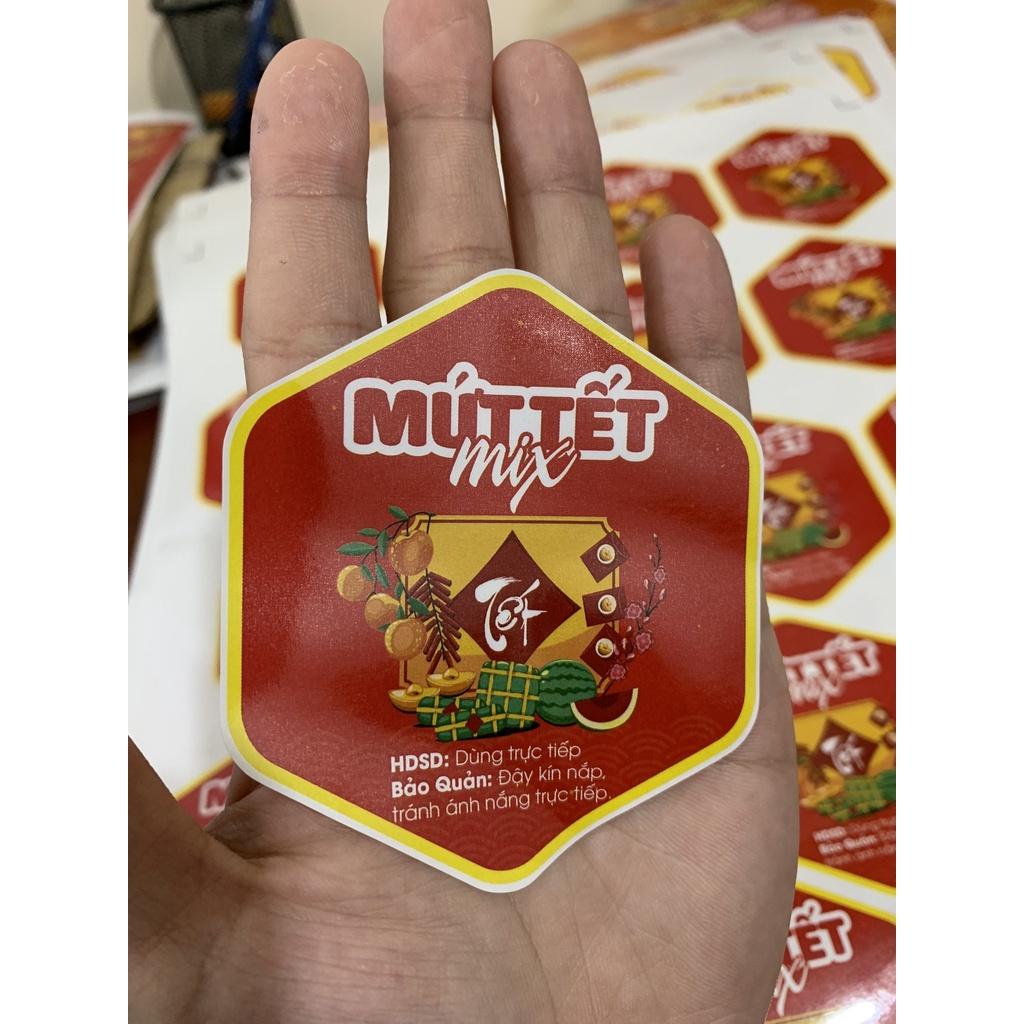 MỨT TẾT
mix
Tết
HDSD: Dùng trực tiếp
Bảo Quản: Đậy kín nắp,
tránh ánh nắng trực tiếp.